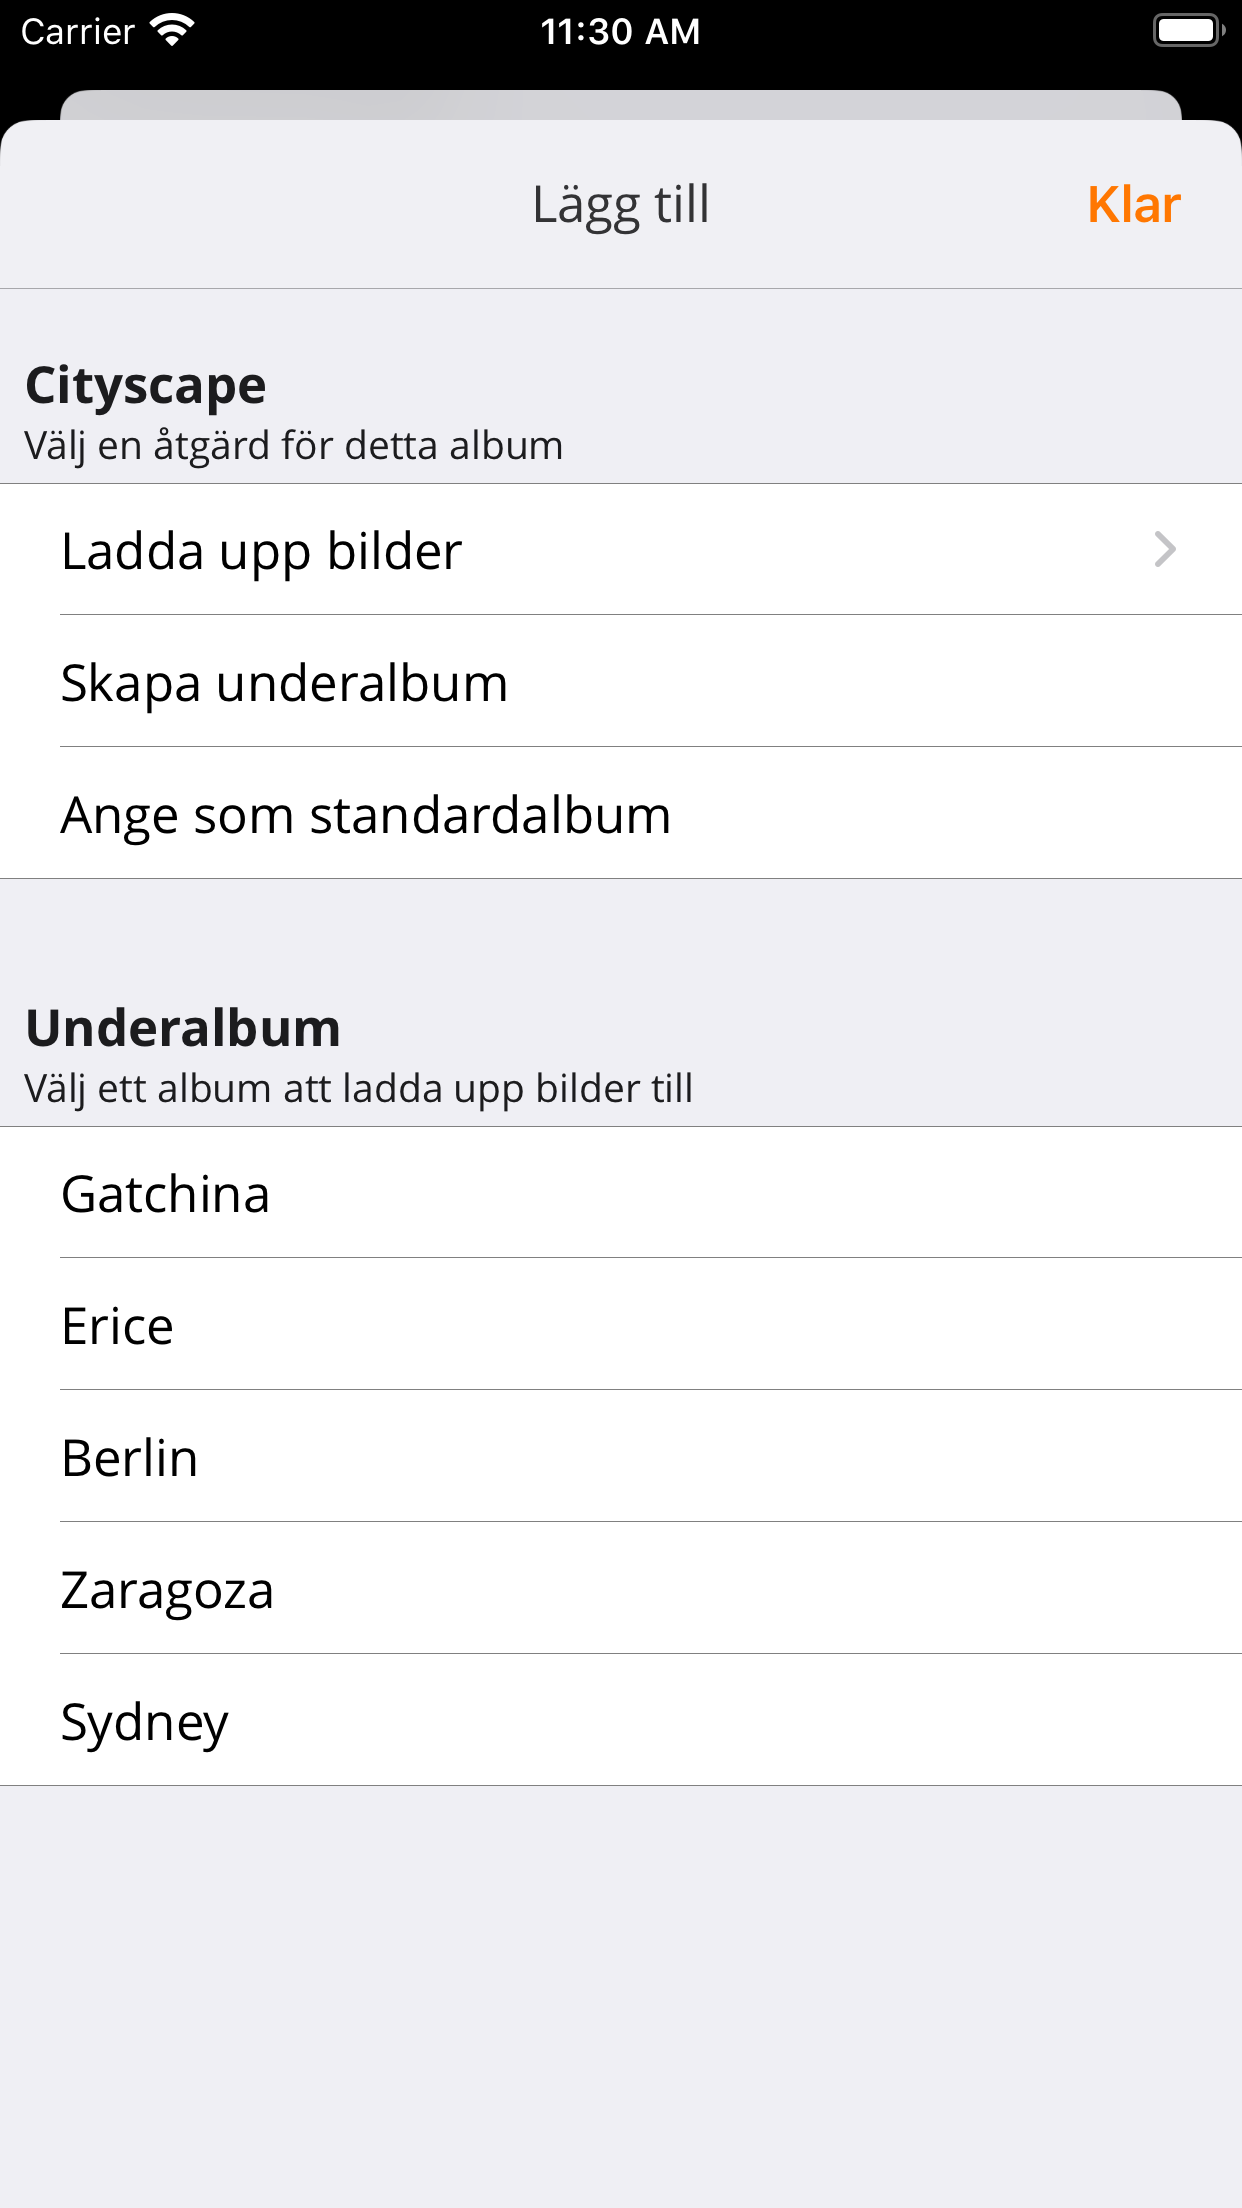 Carrier 11:30 AM
Lägg till Klar
Cityscape
Välj en åtgärd för detta album
Ladda upp bilder
Skapa underalbum
Ange som standardalbum
Underalbum
Välj ett album att ladda upp bilder till
Gatchina
Erice
Berlin
Zaragoza
Sydney